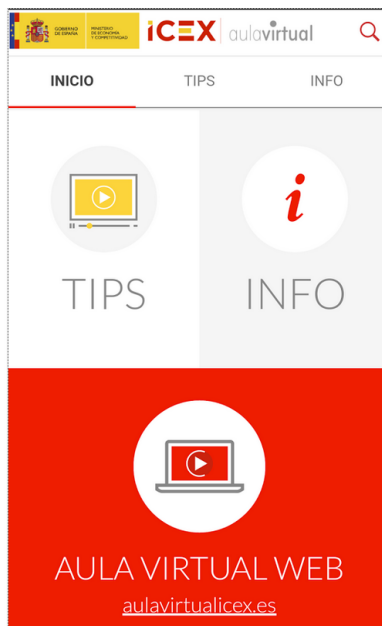 GOBIERNO
DE ESPAÑA
MINISTERIO
DE ECONOMÍA
Y COMPETITIVIDAD
ICEX aulavirtual
INICIO TIPS INFO
i
TIPS INFO
AULA VIRTUAL WEB
aulavirtualicex.es